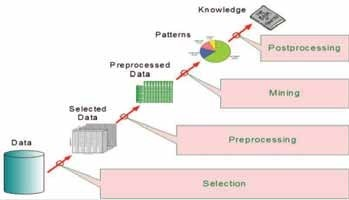 Knowledge
Patterns
Postprocessing
Preprocessed
Data
Mining
Selected
Data
Preprocessing
Data
Selection